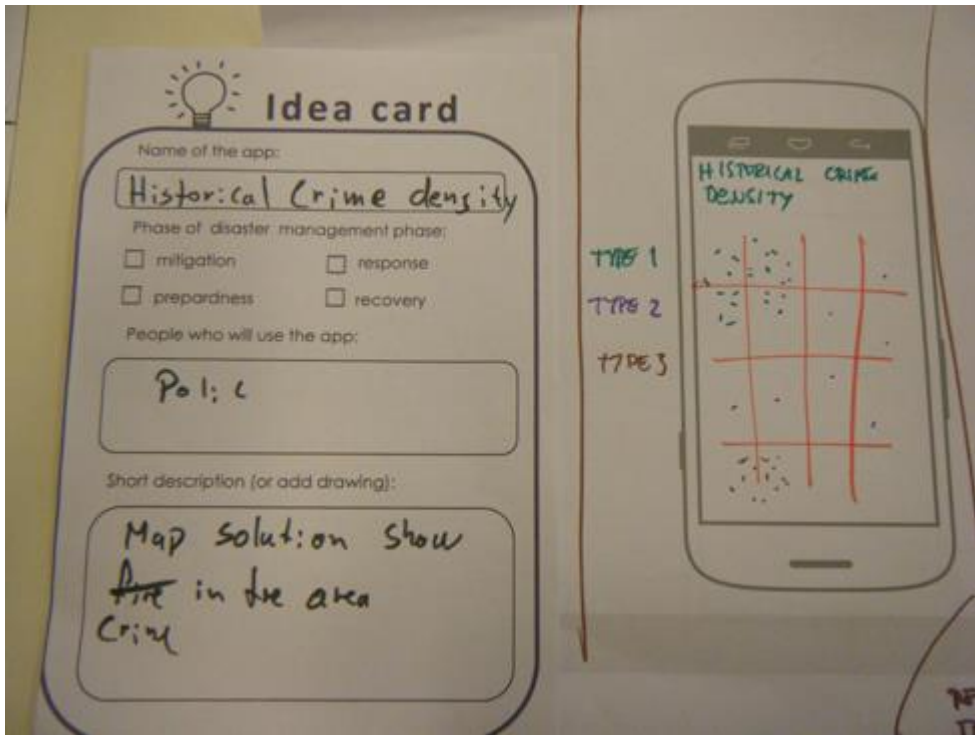 Idea card
Name of the app:
Historical Crime density
Phase of disaster management phase:
mitigation response
prepardness recovery
People who will use the app:
Polic
Short description (or add drawing):
Map solution show
fire in the area
Crime
HISTORICAL CRIME
DENSITY
TYPE 1
TYPE 2
TYPE 3